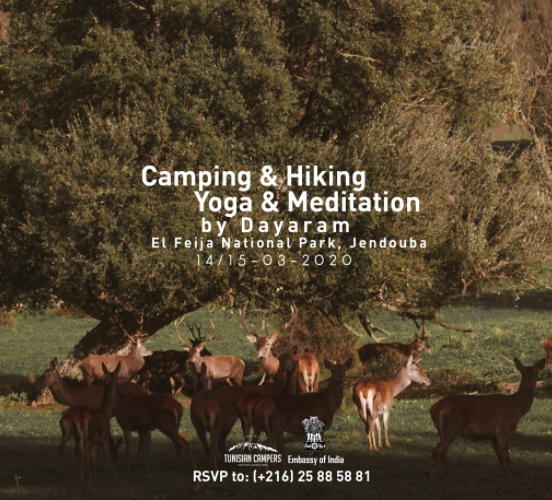 Camping & Hiking
Yoga & Meditation
by Dayaram
El Feija National Park, Jendouba
14/15-03-2020
TUNISIAN CAMPERS
Embassy of India
RSVP to: (+216) 25 88 58 81